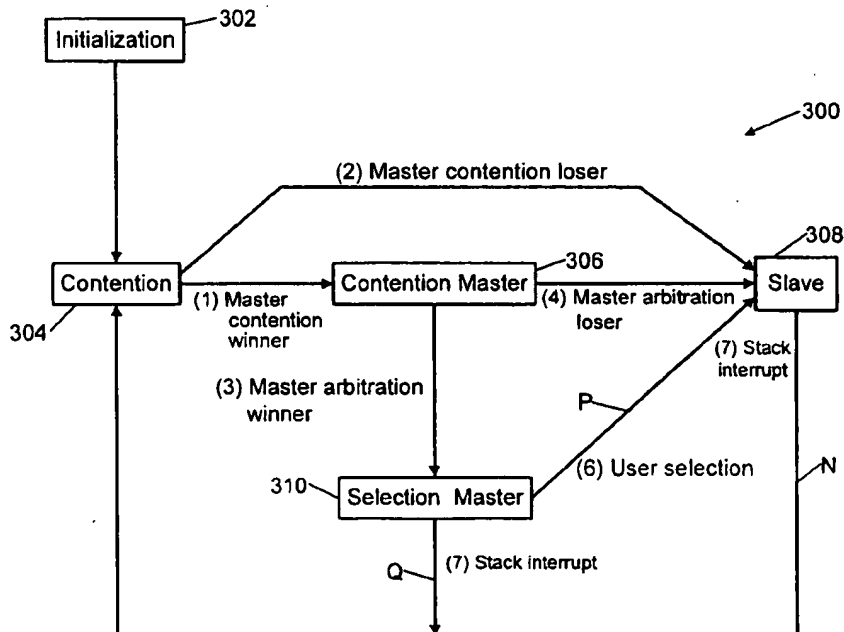 302
Initialization
300
(2) Master contention loser
308
306
Contention
Contention Master
Slave
304
(1) Master
contention
winner
(4) Master arbitration
loser
(7) Stack
interrupt
(3) Master arbitration
winner
P
(6) User selection
N
310
Selection Master
Q
(7) Stack interrupt